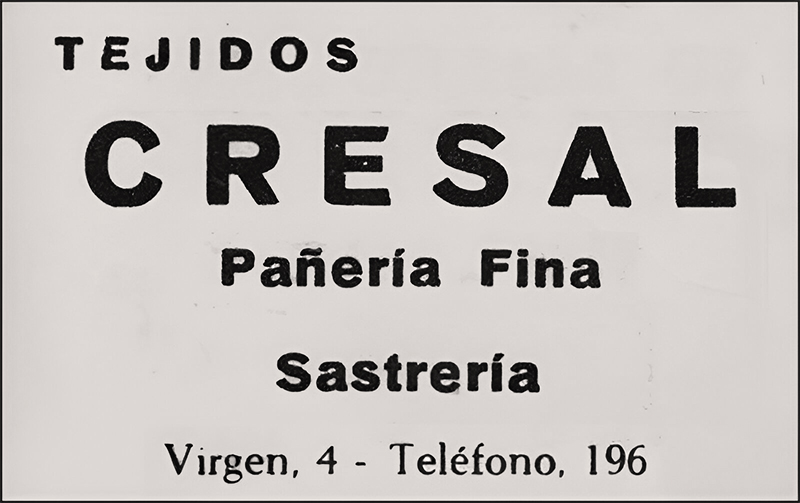 TEJIDOS
CRESAL
Pañería Fina
Sastrería
Virgen, 4 - Teléfono, 196